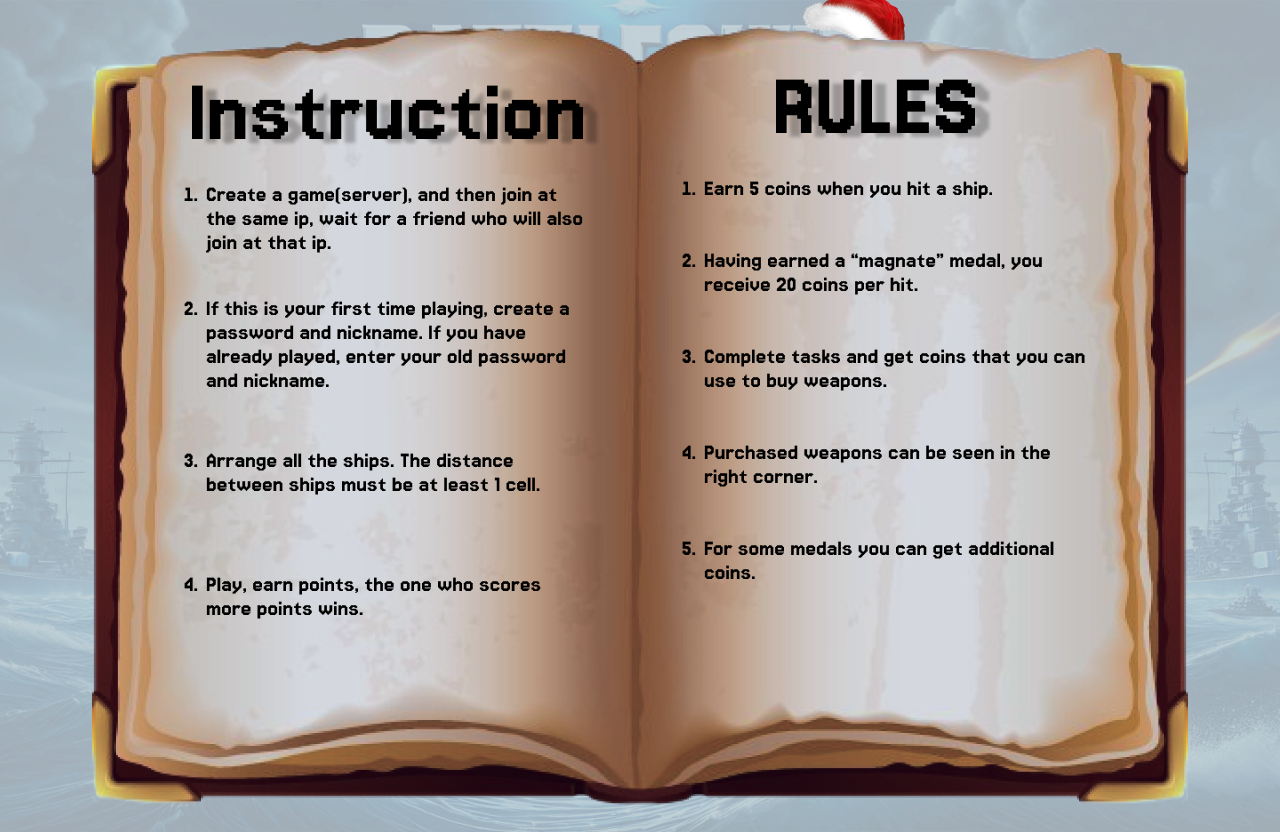 Instruction
1. Create a game(server), and then join at
the same ip, wait for a friend who will also
join at that ip.
2. If this is your first time playing, create a
password and nickname. If you have
already played, enter your old password
and nickname.
3. Arrange all the ships. The distance
between ships must be at least 1 cell.
4. Play, earn points, the one who scores
more points wins.
RULES
1. Earn 5 coins when you hit a ship.
2. Having earned a “magnate” medal, you
receive 20 coins per hit.
3. Complete tasks and get coins that you can
use to buy weapons.
4. Purchased weapons can be seen in the
right corner.
5. For some medals you can get additional
coins.